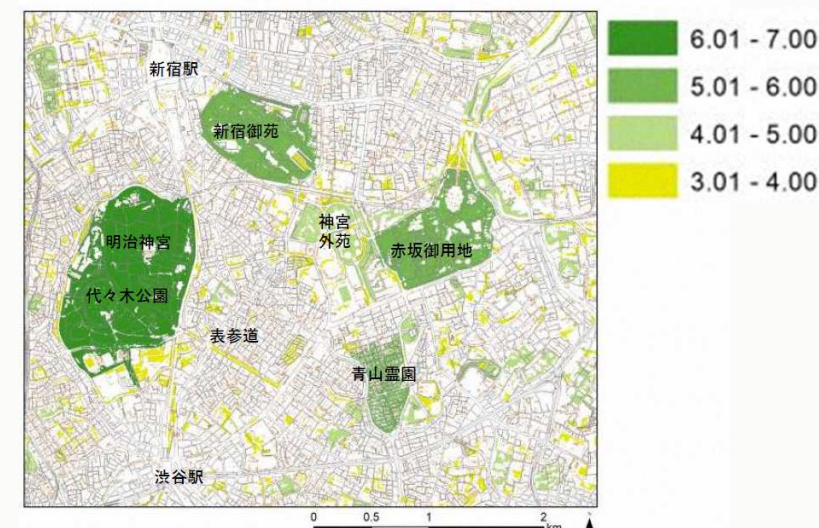 新宿駅
新宿御苑
神宮
外苑
明治神宮
赤坂御用地
代々木公園
表参道
青山霊園
渋谷駅
6.01 - 7.00
5.01 - 6.00
4.01 - 5.00
3.01 - 4.00
0 0.5 1 2
km